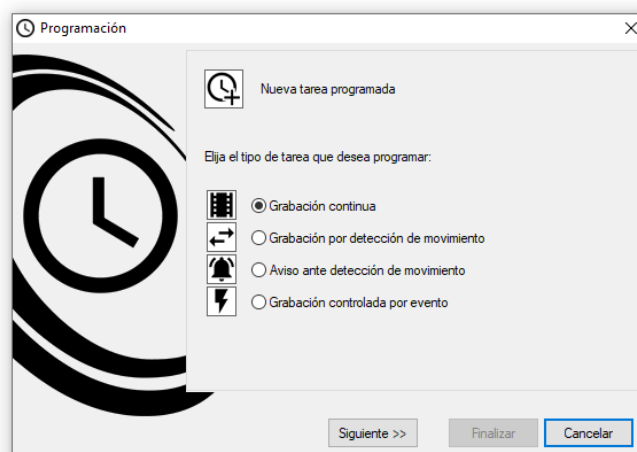 Programación
Nueva tarea programada
Elija el tipo de tarea que desea programar:
Grabación continua
Grabación por detección de movimiento
Aviso ante detección de movimiento
Grabación controlada por evento
Siguiente >>
Finalizar
Cancelar